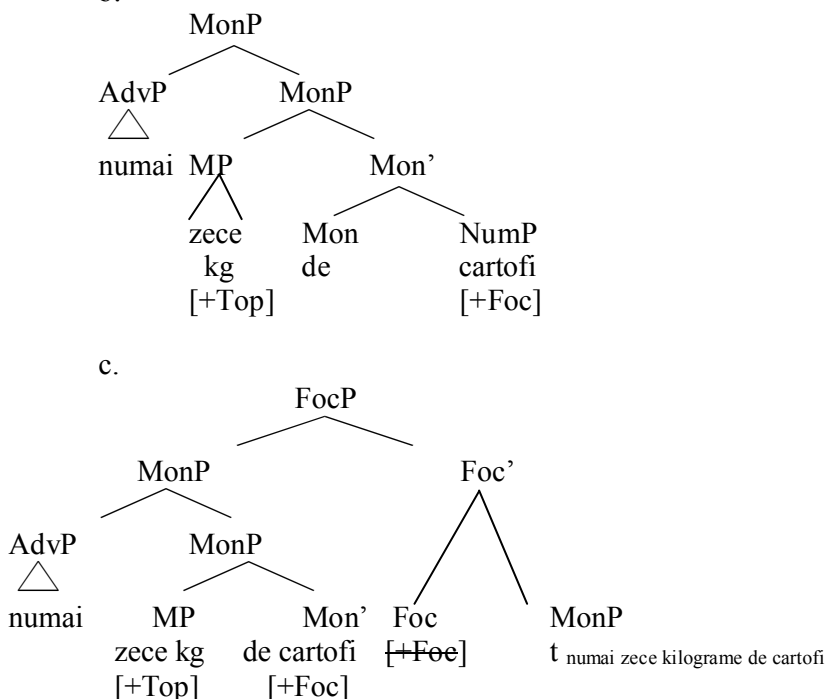 MonP
AdvP MonP
numai MP Mon’
zece Mon NumP
kg de cartofi
[+Top] [+Foc]
c.
FocP
MonP Foc’
AdvP MonP
numai MP Mon’ Foc MonP
zece kg de cartofi [+Foc] t numai zece kilograme de cartofi
[+Top] [+Foc]